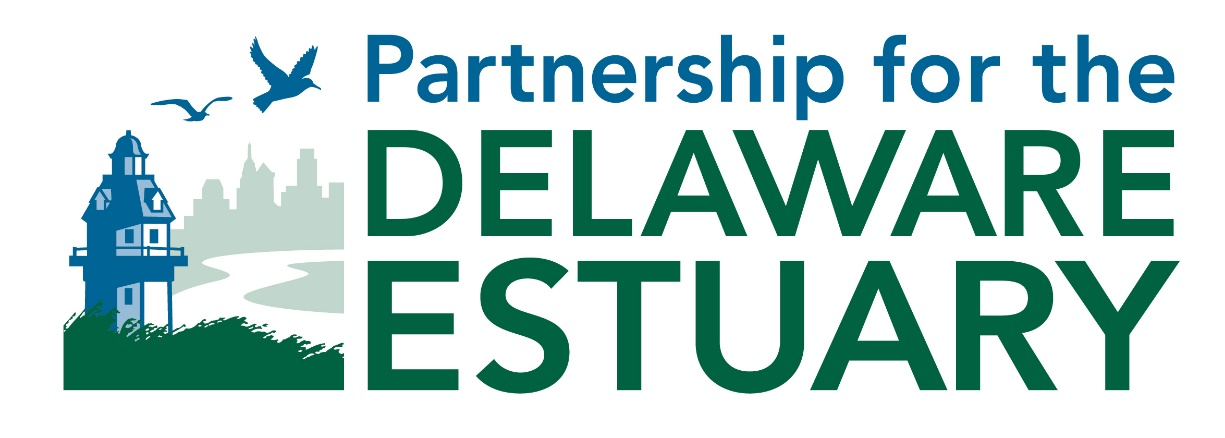 Partnership for the
DELAWARE
ESTUARY